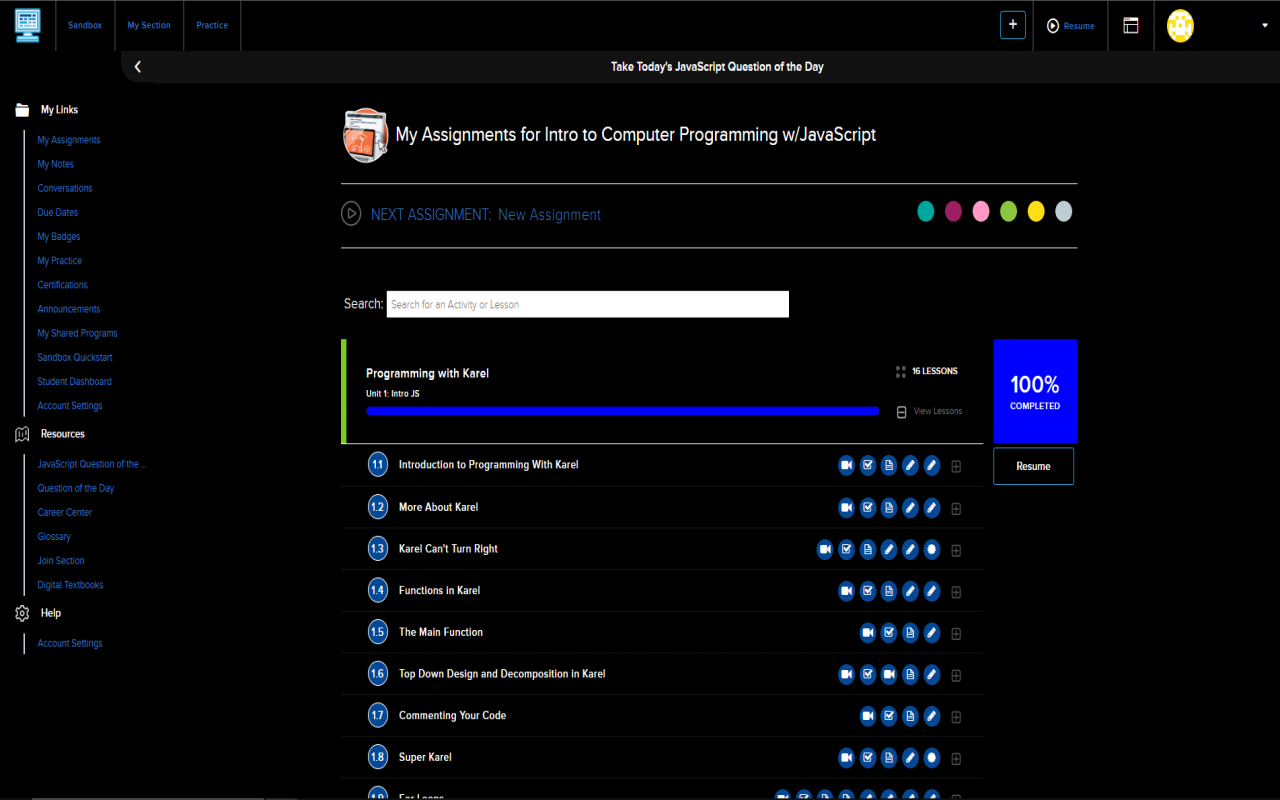 Sandbox
My Section
Practice
+
Resume
Take Today's JavaScript Question of the Day
My Links
My Assignments
My Notes
Conversations
Due Dates
My Badges
My Practice
Certifications
Announcements
My Shared Programs
Sandbox Quickstart
Student Dashboard
Account Settings
Resources
JavaScript Question of the ...
Question of the Day
Career Center
Glossary
Join Section
Digital Textbooks
Help
Account Settings
My Assignments for Intro to Computer Programming w/JavaScript
NEXT ASSIGNMENT: New Assignment
Search: Search for an Activity or Lesson
Programming with Karel
Unit 1: Intro JS
16 LESSONS
View Lessons
100%
COMPLETED
Resume
1.1 Introduction to Programming With Karel
1.2 More About Karel
1.3 Karel Can't Turn Right
1.4 Functions in Karel
1.5 The Main Function
1.6 Top Down Design and Decomposition in Karel
1.7 Commenting Your Code
1.8 Super Karel
1.9 For Loops